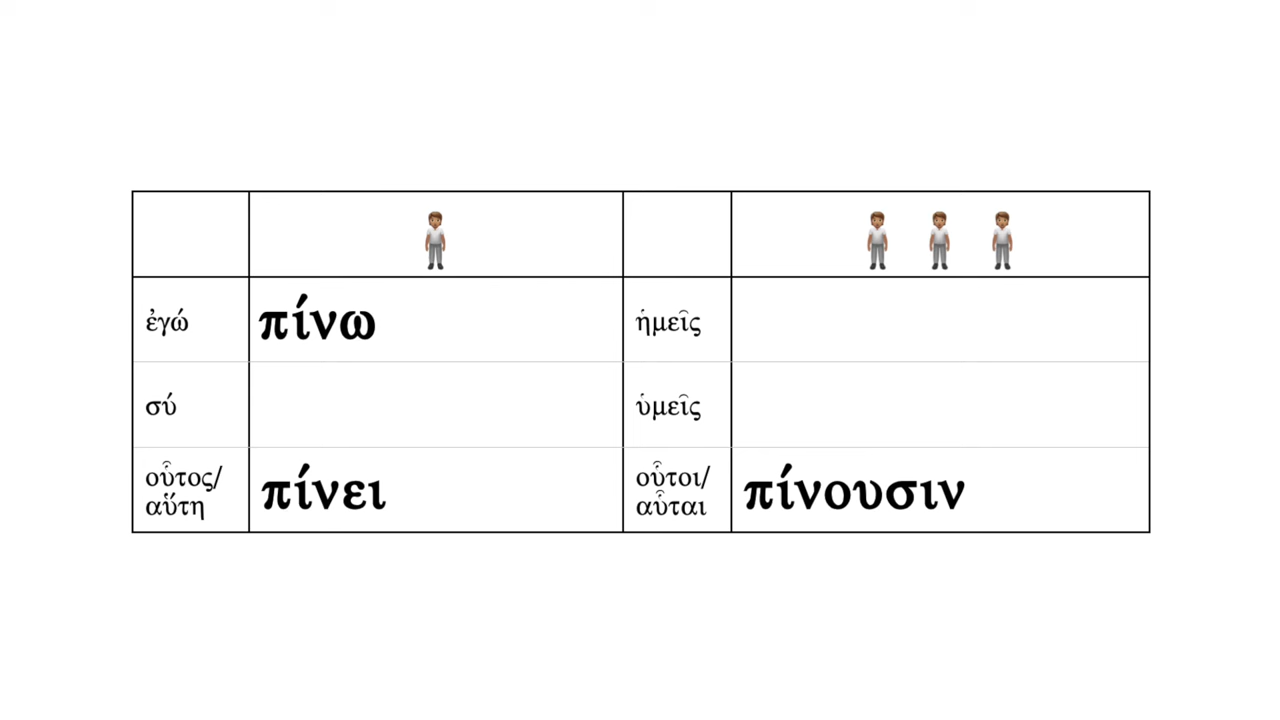 ἐγώ πίνω ἡμεῖς
σύ ὑμεῖς
οὗτος/ πίνει οὗτοι/ πίνουσιν
αὕτη αὗται